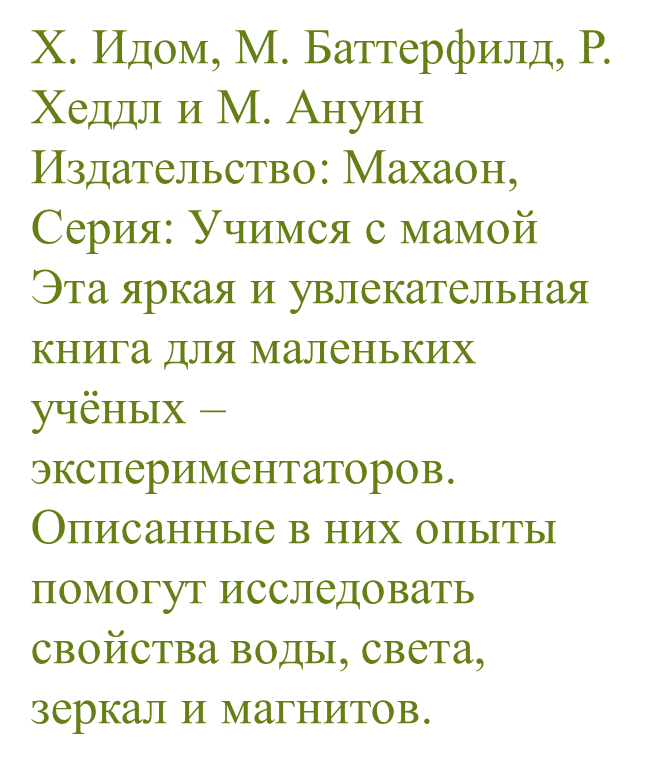 Х. Идом, М. Баттерфилд, Р.
Хеддл и М. Ануин
Издательство: Махаон,
Серия: Учимся с мамой
Эта яркая и увлекательная
книга для маленьких
учёных –
экспериментаторов.
Описанные в них опыты
помогут исследовать
свойства воды, света,
зеркал и магнитов.